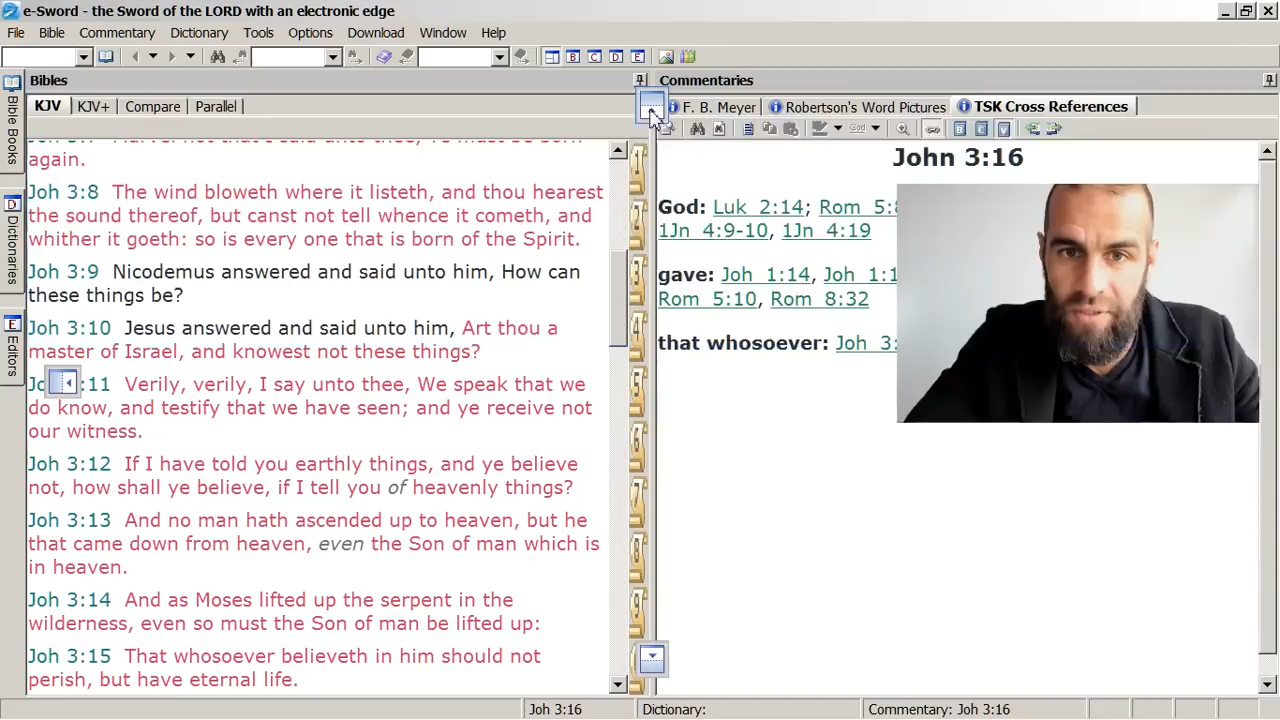 e-Sword - the Sword of the LORD with an electronic edge
File Bible Commentary Dictionary Tools Options Download Window Help
B C D E
Bible Books
Dictionaries
Editors
Bibles
KJV KJV+ Compare Parallel
again.
Joh 3:8 The wind bloweth where it listeth, and thou hearest
the sound thereof, but canst not tell whence it cometh, and
whither it goeth: so is every one that is born of the Spirit.
Joh 3:9 Nicodemus answered and said unto him, How can
these things be?
Joh 3:10 Jesus answered and said unto him, Art thou a
master of Israel, and knowest not these things?
:11 Verily, verily, I say unto thee, We speak that we
do know, and testify that we have seen; and ye receive not
our witness.
Joh 3:12 If I have told you earthly things, and ye believe
not, how shall ye believe, if I tell you of heavenly things?
Joh 3:13 And no man hath ascended up to heaven, but he
that came down from heaven, even the Son of man which is
in heaven.
Joh 3:14 And as Moses lifted up the serpent in the
wilderness, even so must the Son of man be lifted up:
Joh 3:15 That whosoever believeth in him should not
perish, but have eternal life.
1
2
3
4
5
6
7
8
9
Commentaries
F. B. Meyer Robertson's Word Pictures TSK Cross References
God B C V
John 3:16
God: Luk 2:14; Rom 5:
1Jn 4:9-10, 1Jn 4:19
gave: Joh 1:14, Joh 1:1
Rom 5:10, Rom 8:32
that whosoever: Joh 3:
Joh 3:16 Dictionary: Commentary: Joh 3:16